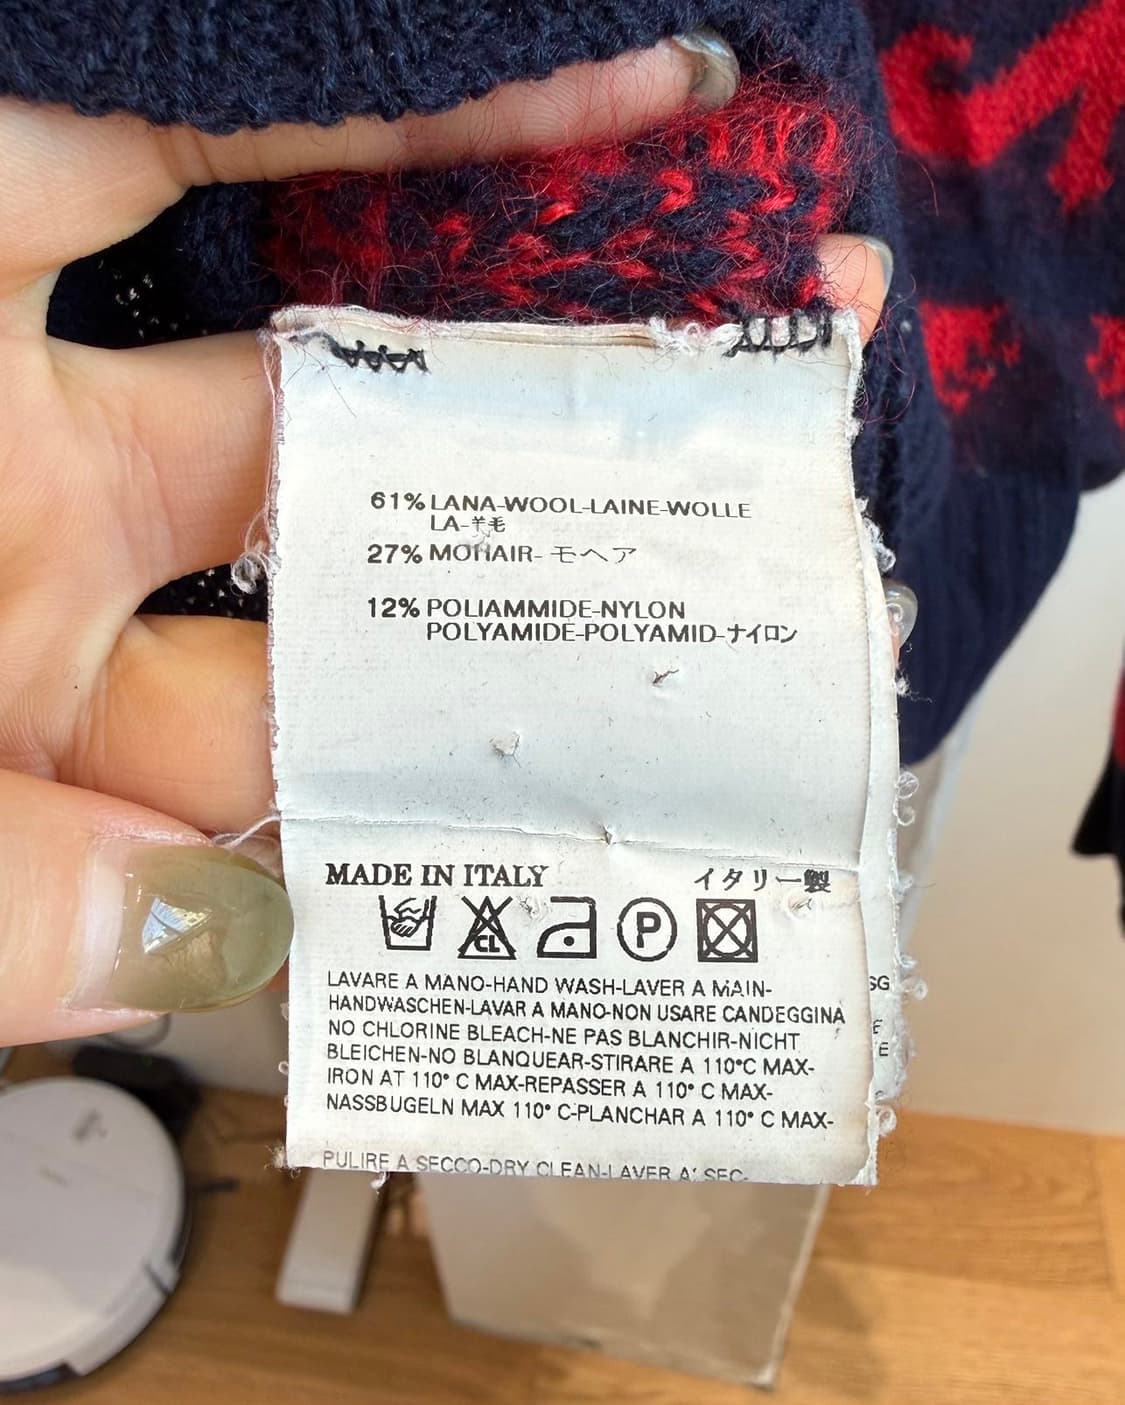 61% LANA-WOOL-LAINE-WOLLE
LA-羊毛
27% MOHAIR-モヘア
12% POLIAMMIDE-NYLON
POLYAMIDE-POLYAMID-ナイロン
MADE IN ITALY イタリー製
CL P
LAVARE A MANO-HAND WASH-LAVER A MAIN-
HANDWASCHEN-LAVAR A MANO-NON USARE CANDEGGINA
NO CHLORINE BLEACH-NE PAS BLANCHIR-NICHT
BLEICHEN-NO BLANQUEAR-STIRARE A 110°C MAX-
IRON AT 110° C MAX-REPASSER A 110° C MAX-
NASSBUGELN MAX 110° C-PLANCHAR A 110° C MAX-
PULIRE A SECCO-DRY CLEAN-LAVER A' SEC-
SG
E
E